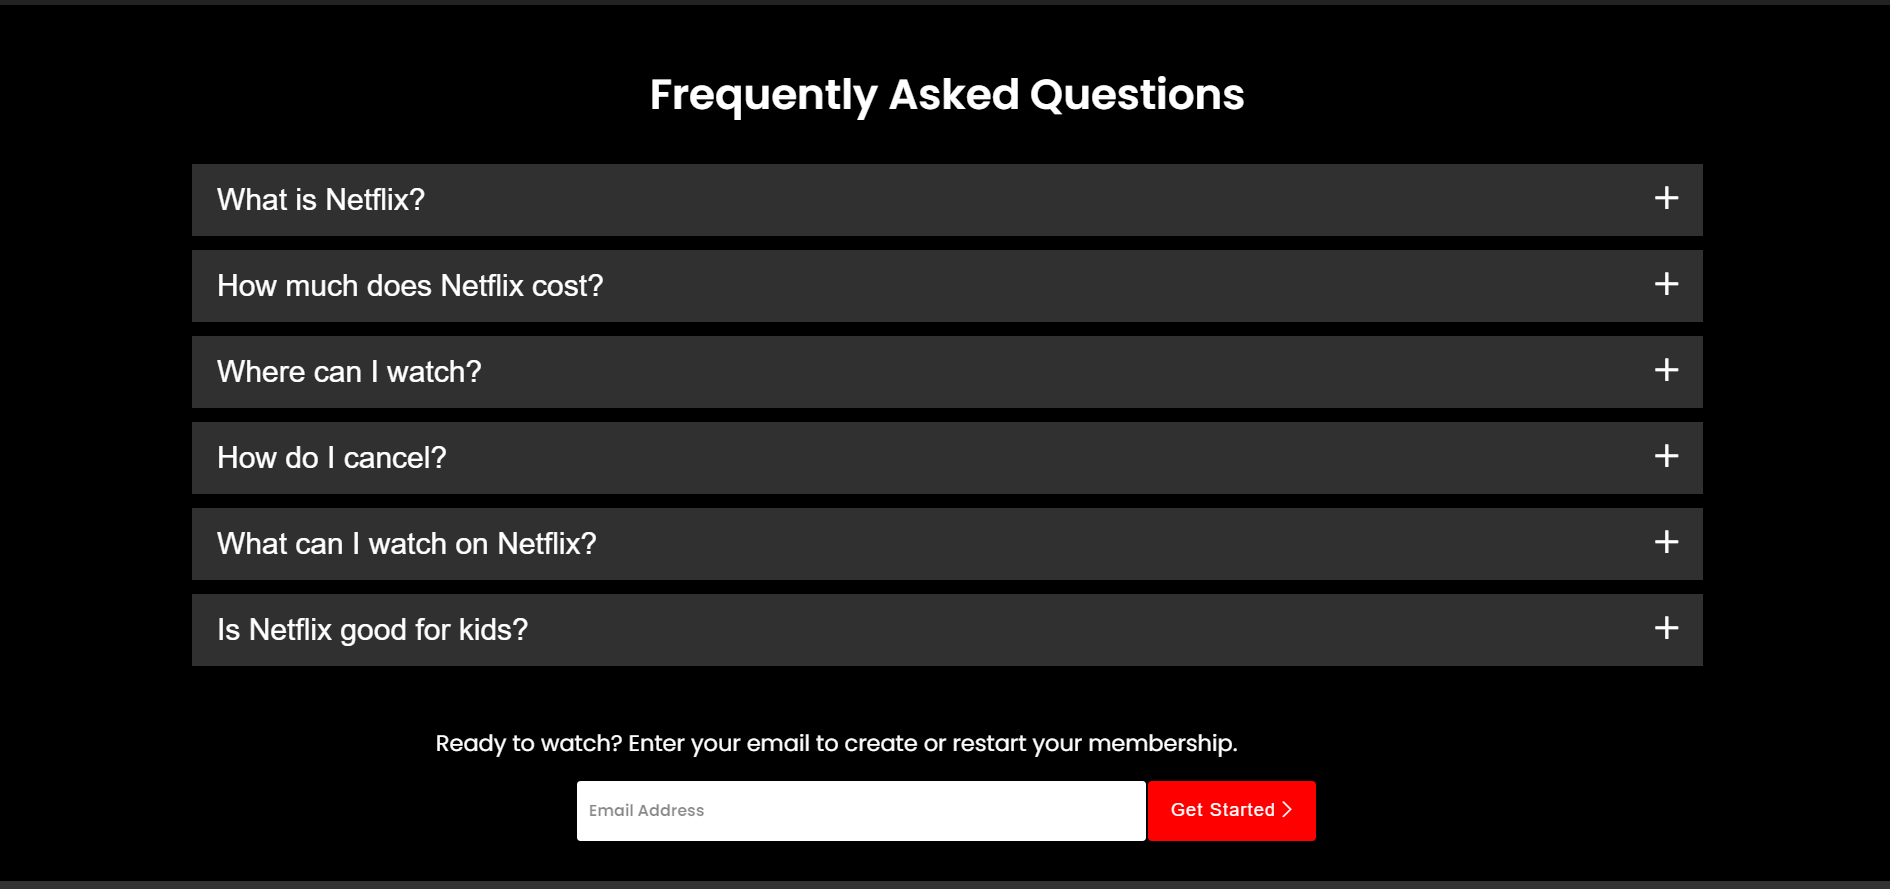 Frequently Asked Questions
What is Netflix?
How much does Netflix cost?
Where can I watch?
How do I cancel?
What can I watch on Netflix?
Is Netflix good for kids?
Ready to watch? Enter your email to create or restart your membership.
Email Address
Get Started